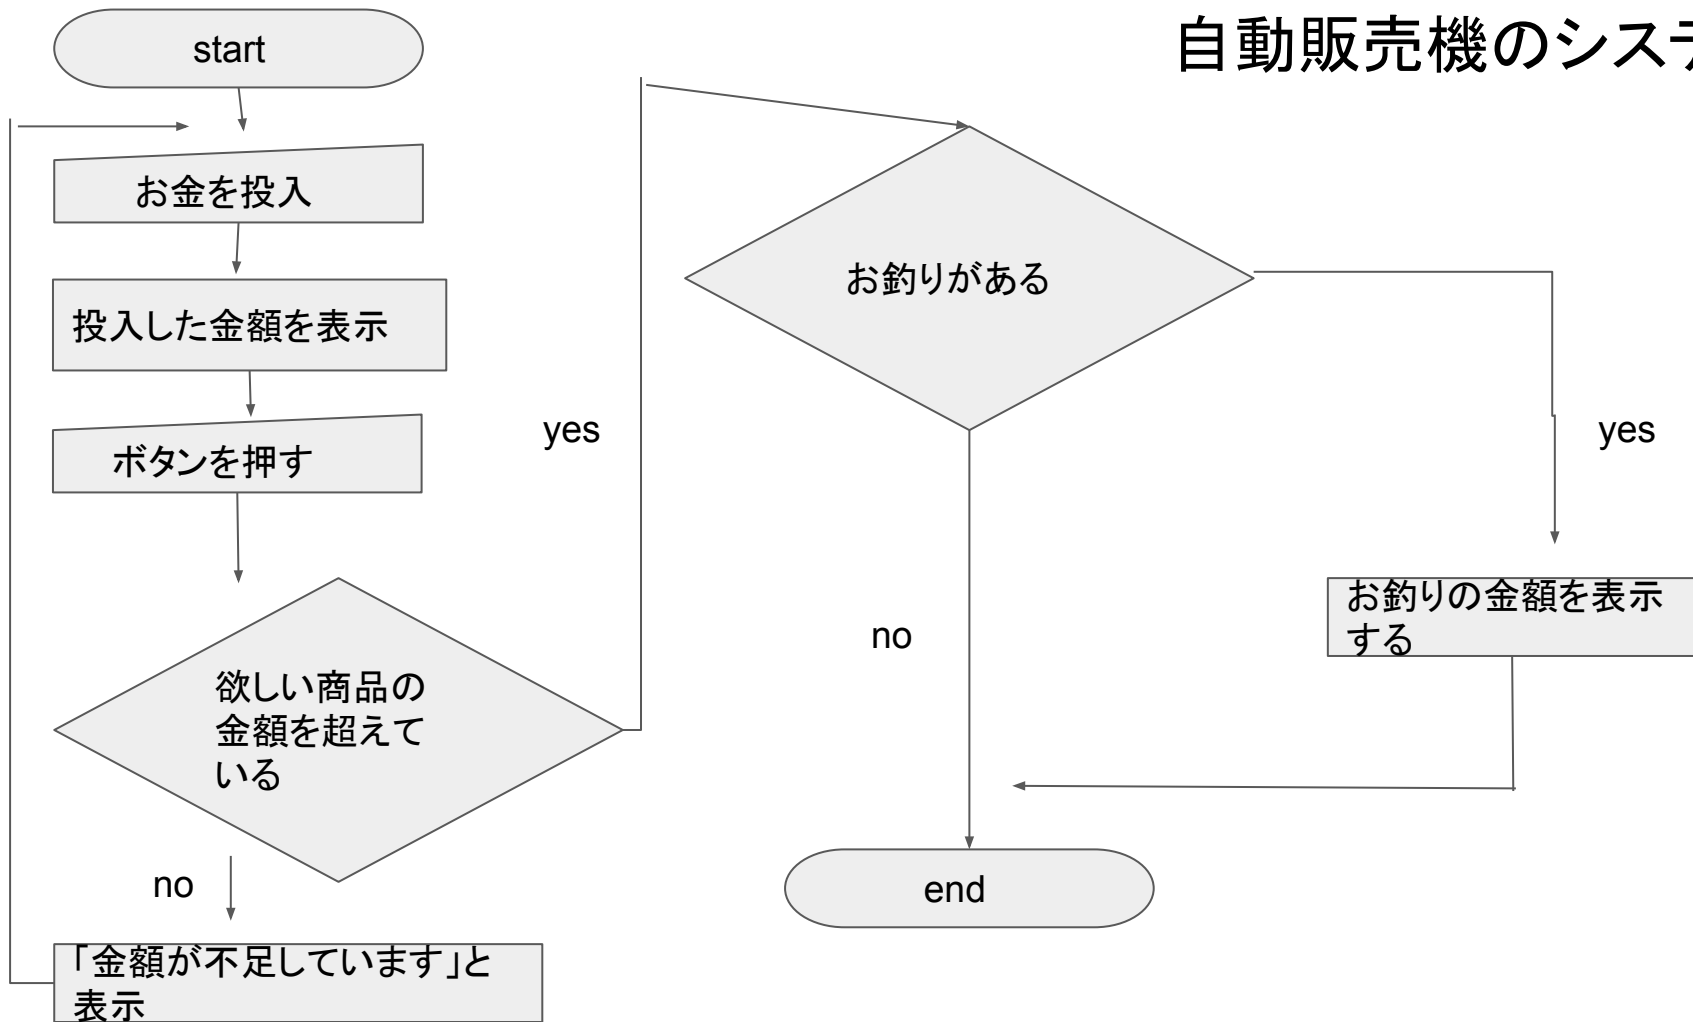 自動販売機のシステ
start
お金を投入
投入した金額を表示
ボタンを押す
欲しい商品の
金額を超えて
いる
no
「金額が不足しています」と
表示
yes
お釣りがある
no
yes
お釣りの金額を表示
する
end